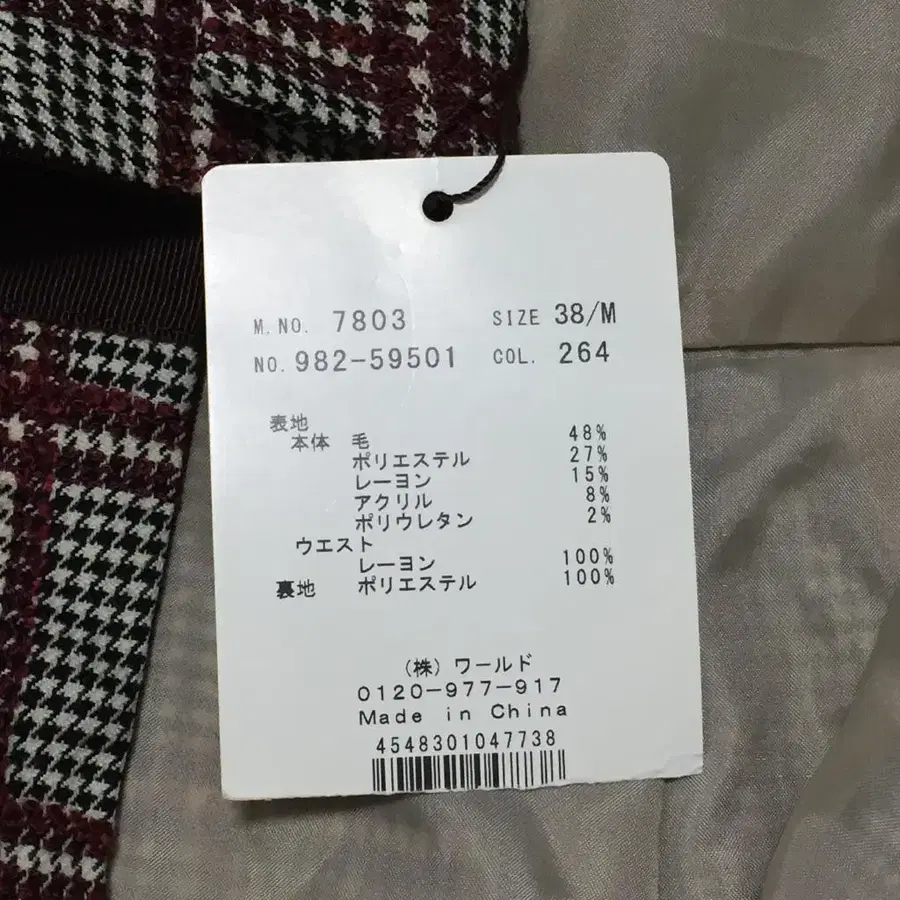 M.NO. 7803 SIZE 38/M
NO. 982-59501 COL. 264
表地
本体 毛 48%
ポリエステル 27%
レーヨン 15%
アクリル 8%
ポリウレタン 2%
ウエスト
レーヨン 100%
裏地 ポリエステル 100%
(株)ワールド
0120-977-917
Made in China
4548301047738